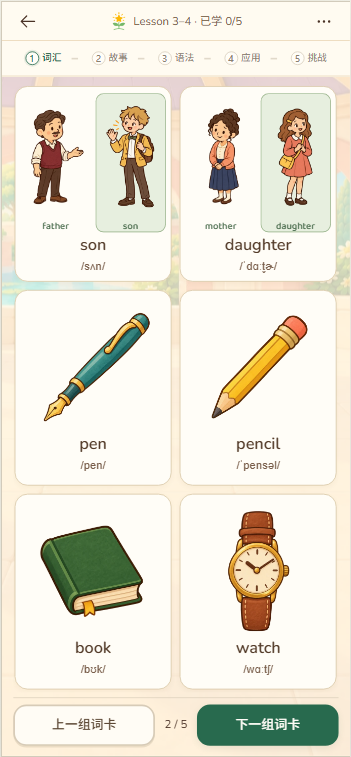 Lesson 3–4 · 已学 0/5
1 词汇 – 2 故事 – 3 语法 – 4 应用 – 5 挑战
father son mother daughter
son daughter
/sʌn/ /ˈdɑːt̬ɚ/
pen pencil
/pen/ /ˈpensəl/
book watch
/bʊk/ /wɑːtʃ/
上一组词卡 2 / 5 下一组词卡